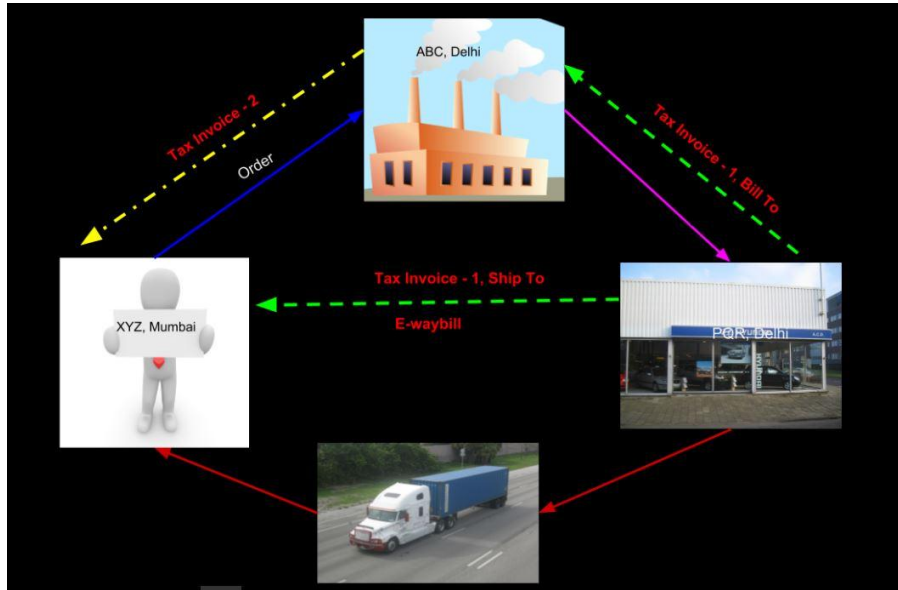 ABC, Delhi
Tax Invoice - 2
Order
Tax Invoice - 1, Bill To
Tax Invoice - 1, Ship To
XYZ, Mumbai
E-waybill
PQR, Delhi
HYUNDAI